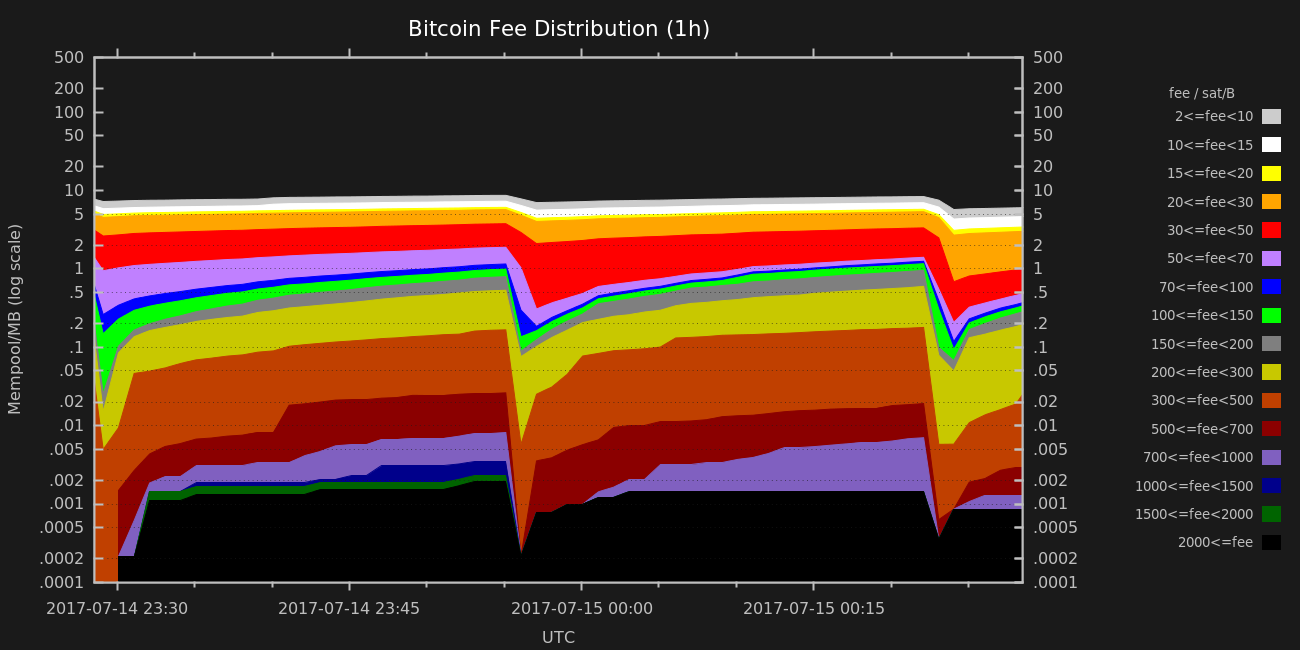 Bitcoin Fee Distribution (1h)
500 500
200 200
100 100
50 50
20 20
10 10
5 5
2 2
1 1
.5 .5
.2 .2
.1 .1
.05 .05
.02 .02
.01 .01
.005 .005
.002 .002
.001 .001
.0005 .0005
.0002 .0002
.0001 .0001
Mempool/MB (log scale)
2017-07-14 23:30 2017-07-14 23:45 2017-07-15 00:00 2017-07-15 00:15
UTC
fee / sat/B
2<=fee<10
10<=fee<15
15<=fee<20
20<=fee<30
30<=fee<50
50<=fee<70
70<=fee<100
100<=fee<150
150<=fee<200
200<=fee<300
300<=fee<500
500<=fee<700
700<=fee<1000
1000<=fee<1500
1500<=fee<2000
2000<=fee